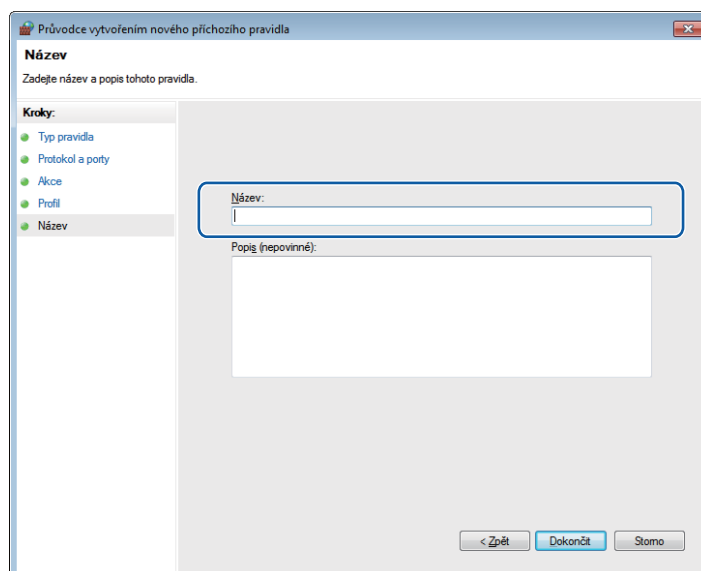 Průvodce vytvořením nového příchozího pravidla
Název
Zadejte název a popis tohoto pravidla.
Kroky:
Typ pravidla
Protokol a porty
Akce
Profil
Název
Název:
Popis (nepovinné):
< Zpět
Dokončit
Storno